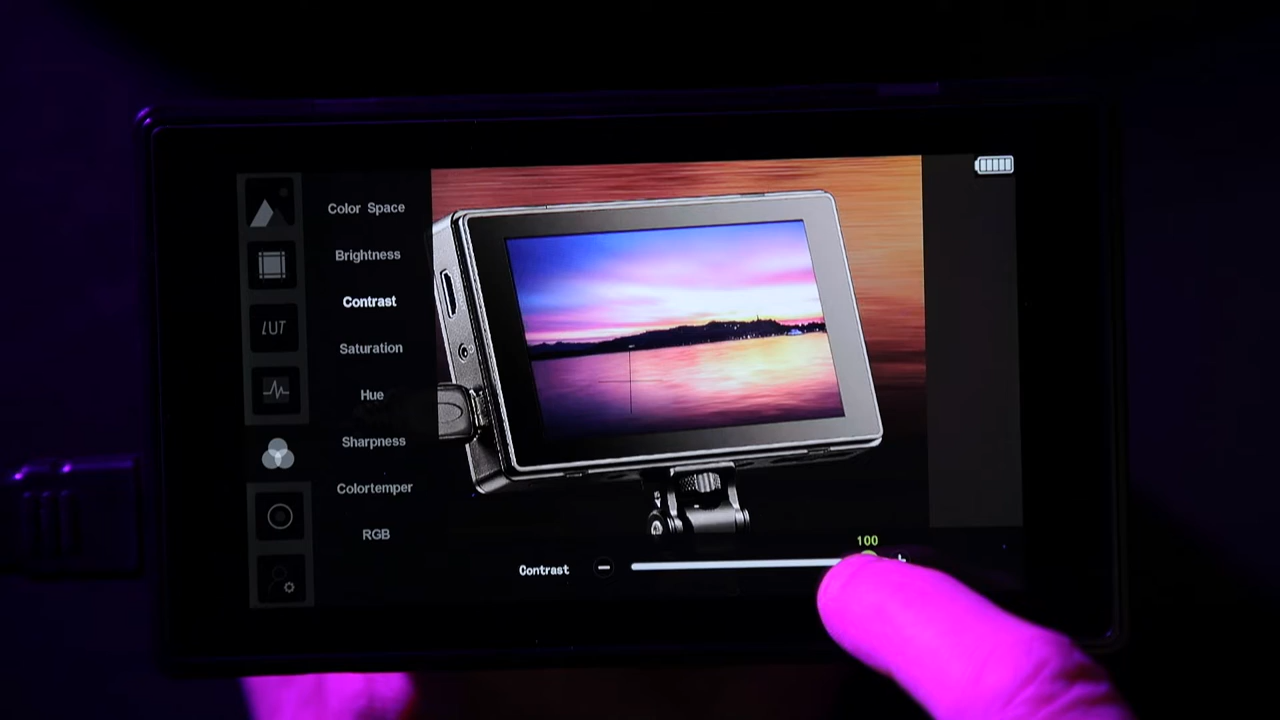 Color Space
Brightness
Contrast
LUT
Saturation
Hue
Sharpness
Colortemper
RGB
100
Contrast